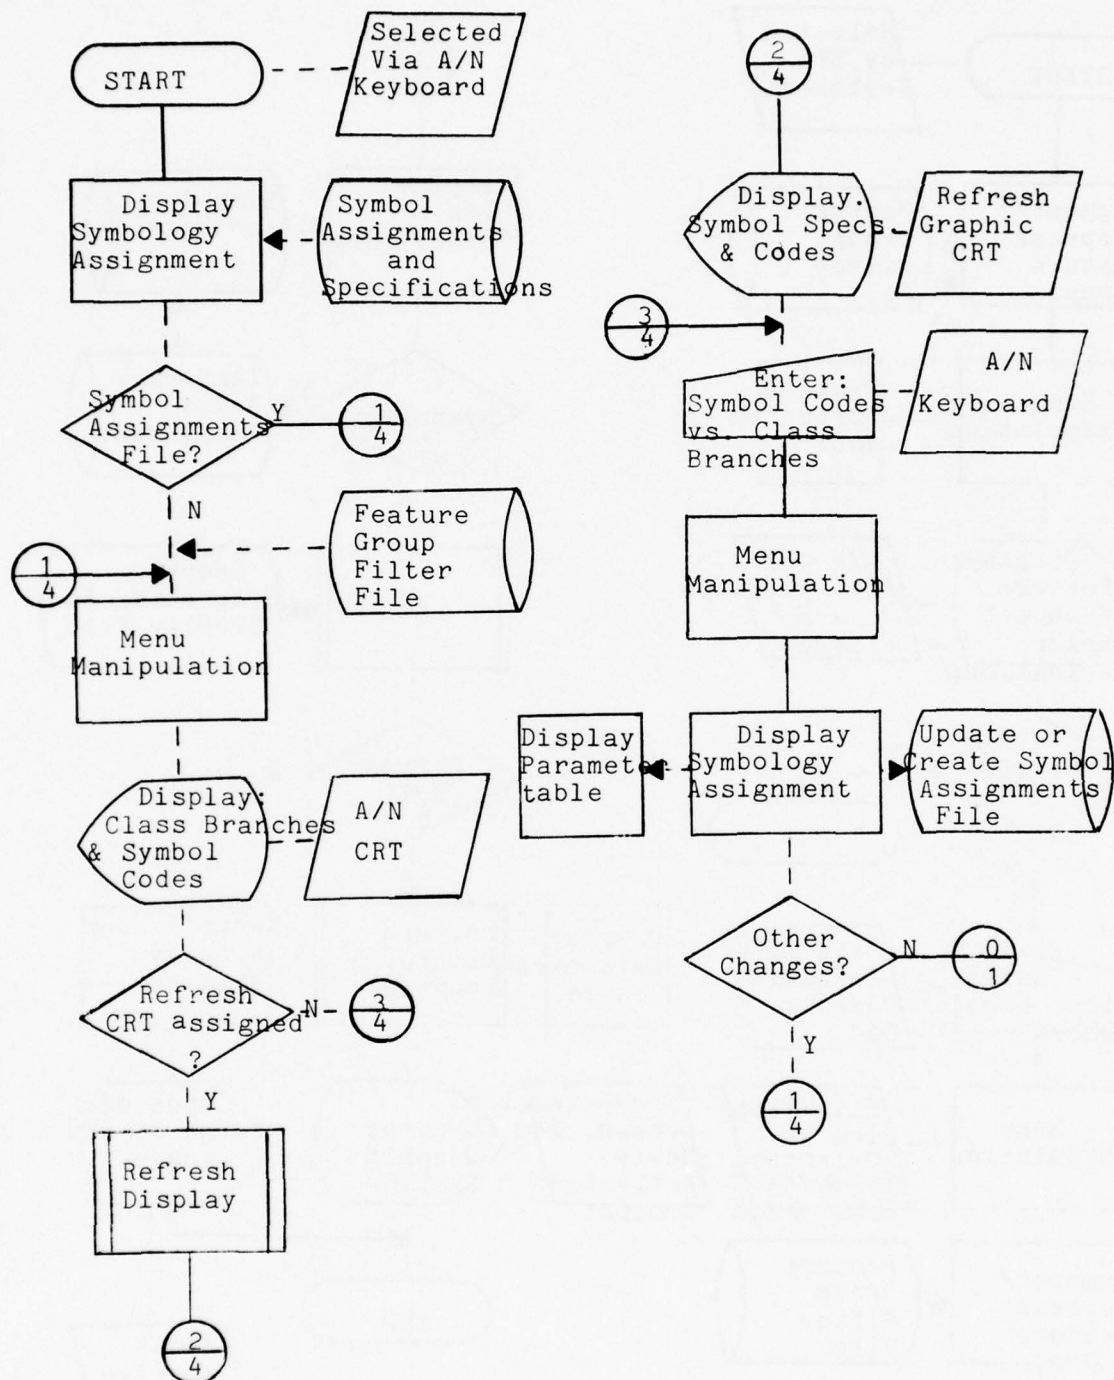 START
Selected
Via A/N
Keyboard
Display
Symbology
Assignment
Symbol
Assignments
and
Specifications
Symbol
Assignments
File?
Y
1
4
N
Feature
Group
Filter
File
1
4
Menu
Manipulation
Display:
Class Branches
& Symbol
Codes
A/N
CRT
Refresh
CRT assigned
?
N
3
4
Y
Refresh
Display
2
4
2
4
Display.
Symbol Specs
& Codes
Refresh
Graphic
CRT
3
4
Enter:
Symbol Codes
vs. Class
Branches
A/N
Keyboard
Menu
Manipulation
Display
Parameter
table
Display
Symbology
Assignment
Update or
Create Symbol
Assignments
File
Other
Changes?
N
0
1
Y
1
4